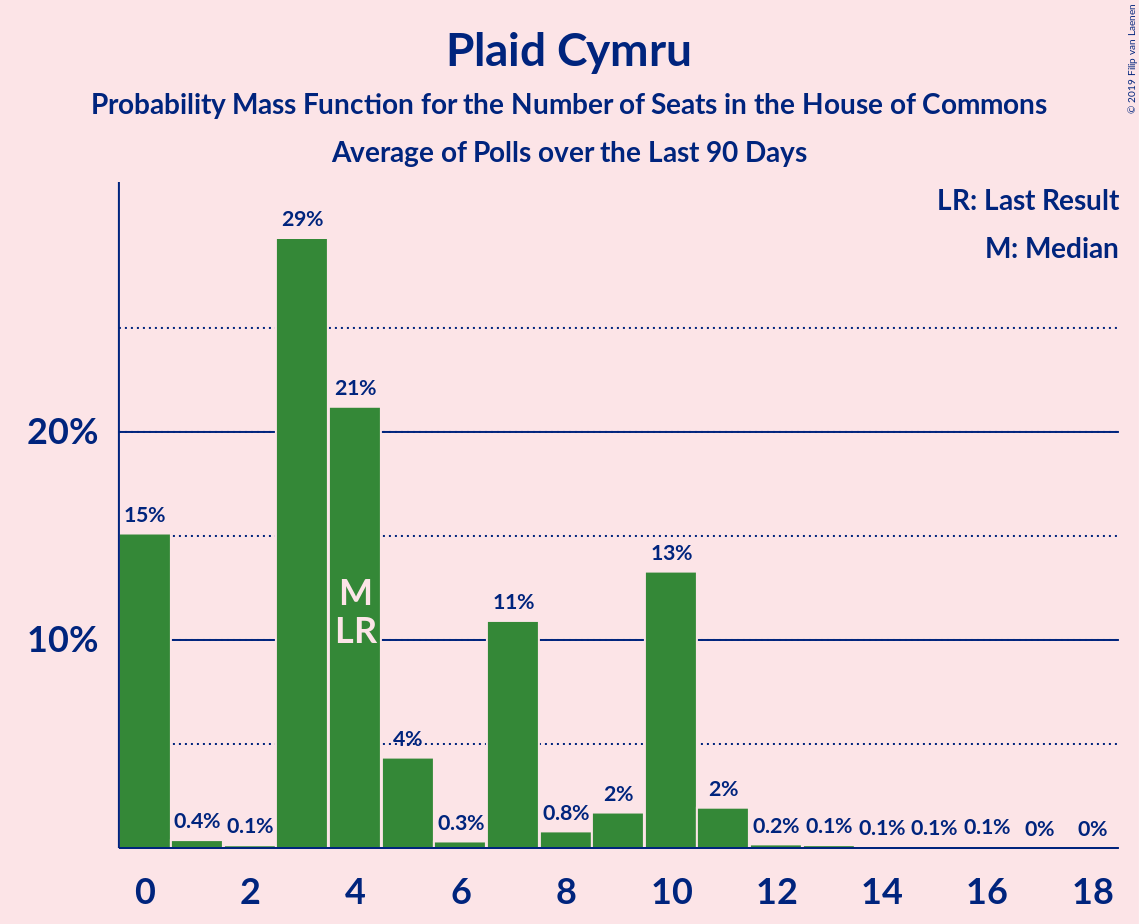 Plaid Cymru
Probability Mass Function for the Number of Seats in the House of Commons
Average of Polls over the Last 90 Days
© 2019 Filip van Laenen
LR: Last Result
M: Median
20%
10%
15%
0.4%
0.1%
29%
21%
M
LR
4%
0.3%
11%
0.8%
2%
13%
2%
0.2%
0.1%
0.1%
0.1%
0.1%
0%
0%
0 2 4 6 8 10 12 14 16 18